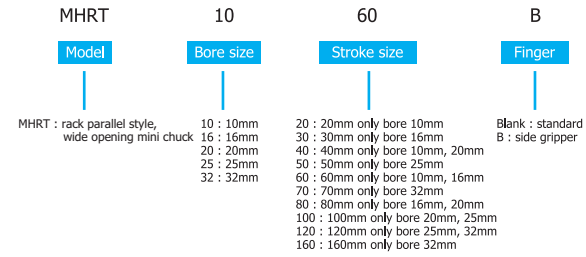 MHRT 10 60 B
Model Bore size Stroke size Finger
MHRT : rack parallel style,
wide opening mini chuck
10 : 10mm
16 : 16mm
20 : 20mm
25 : 25mm
32 : 32mm
20 : 20mm only bore 10mm
30 : 30mm only bore 16mm
40 : 40mm only bore 10mm, 20mm
50 : 50mm only bore 25mm
60 : 60mm only bore 10mm, 16mm
70 : 70mm only bore 32mm
80 : 80mm only bore 16mm, 20mm
100 : 100mm only bore 20mm, 25mm
120 : 120mm only bore 25mm, 32mm
160 : 160mm only bore 32mm
Blank : standard
B : side gripper